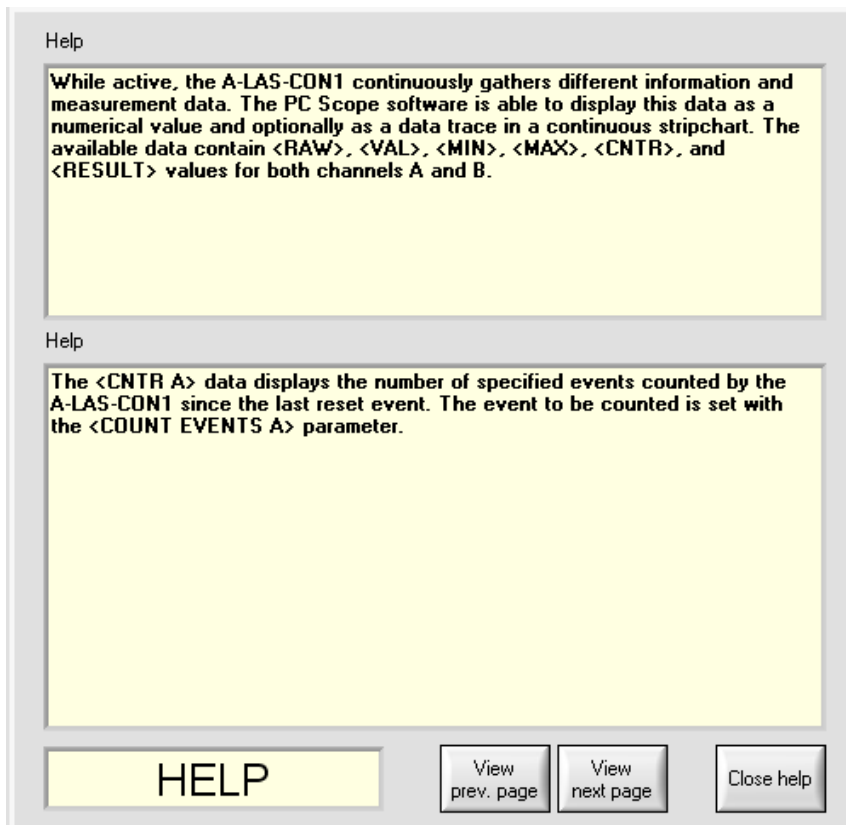 Help
While active, the A-LAS-CON1 continuously gathers different information and
measurement data. The PC Scope software is able to display this data as a
numerical value and optionally as a data trace in a continuous stripchart. The
available data contain <RAW>, <VAL>, <MIN>, <MAX>, <CNTR>, and
<RESULT> values for both channels A and B.
Help
The <CNTR A> data displays the number of specified events counted by the
A-LAS-CON1 since the last reset event. The event to be counted is set with
the <COUNT EVENTS A> parameter.
HELP
View
prev. page
View
next page
Close help